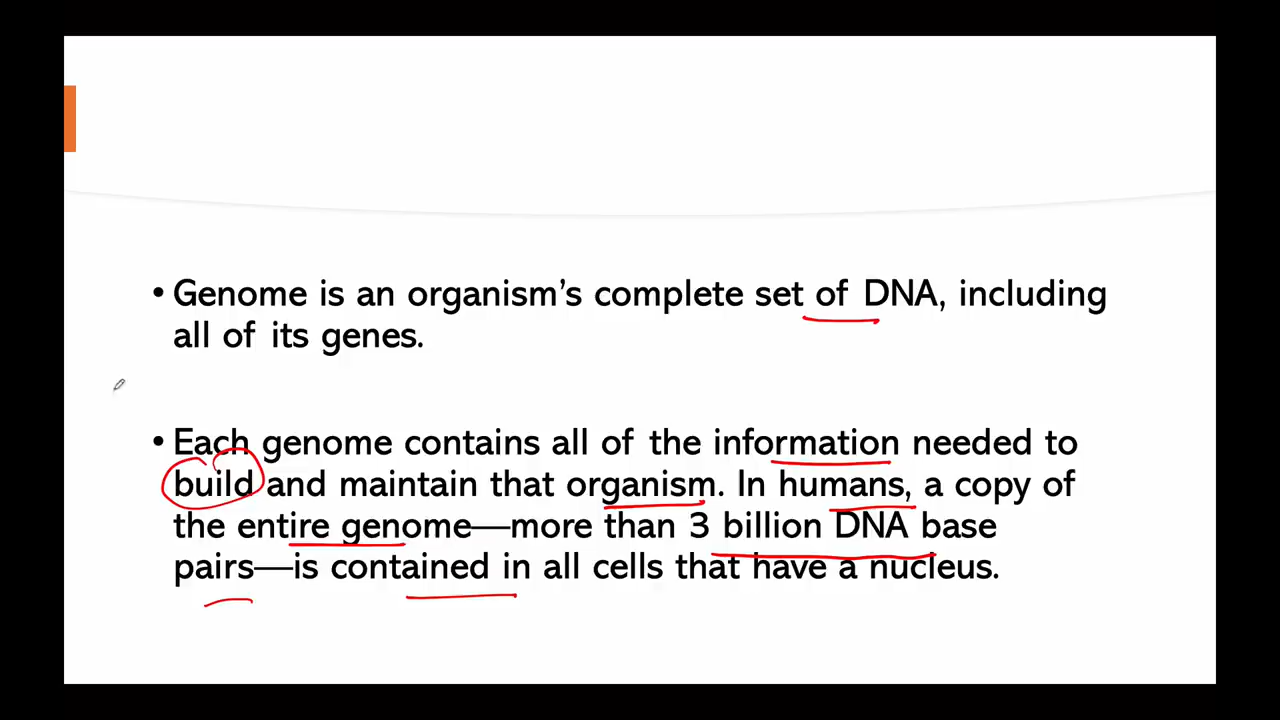 • Genome is an organism's complete set of DNA, including
all of its genes.
• Each genome contains all of the information needed to
build and maintain that organism. In humans, a copy of
the entire genome—more than 3 billion DNA base
pairs—is contained in all cells that have a nucleus.